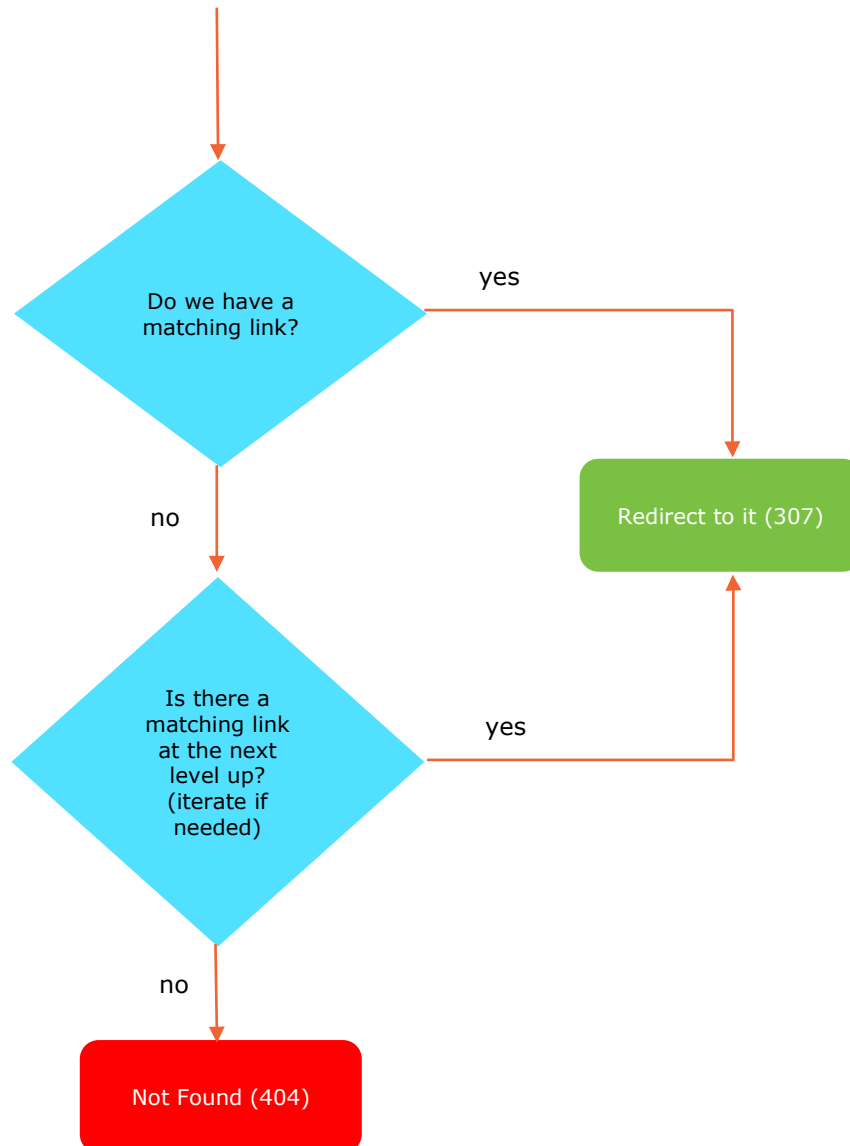 Do we have a
matching link?
yes
no
Redirect to it (307)
Is there a
matching link
at the next
level up?
(iterate if
needed)
yes
no
Not Found (404)